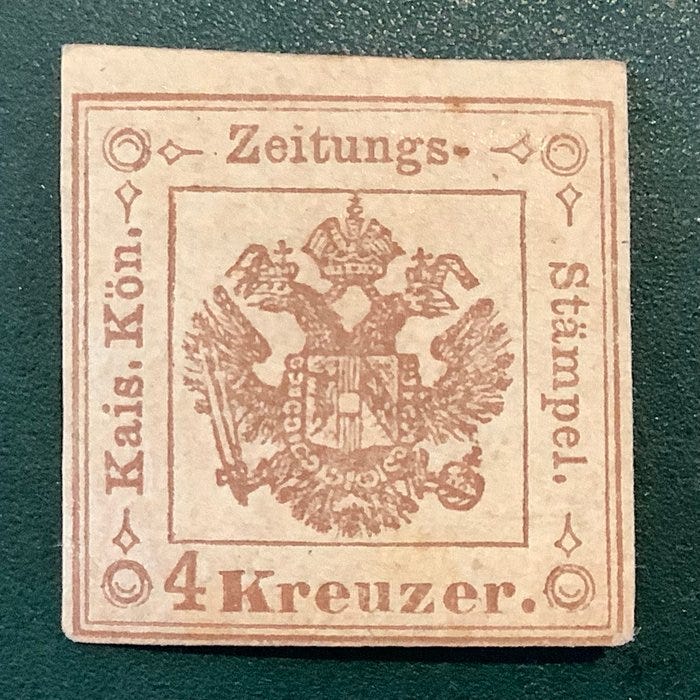 Kais. Kön.
Zeitungs-
Stämpel.
4 Kreuzer.